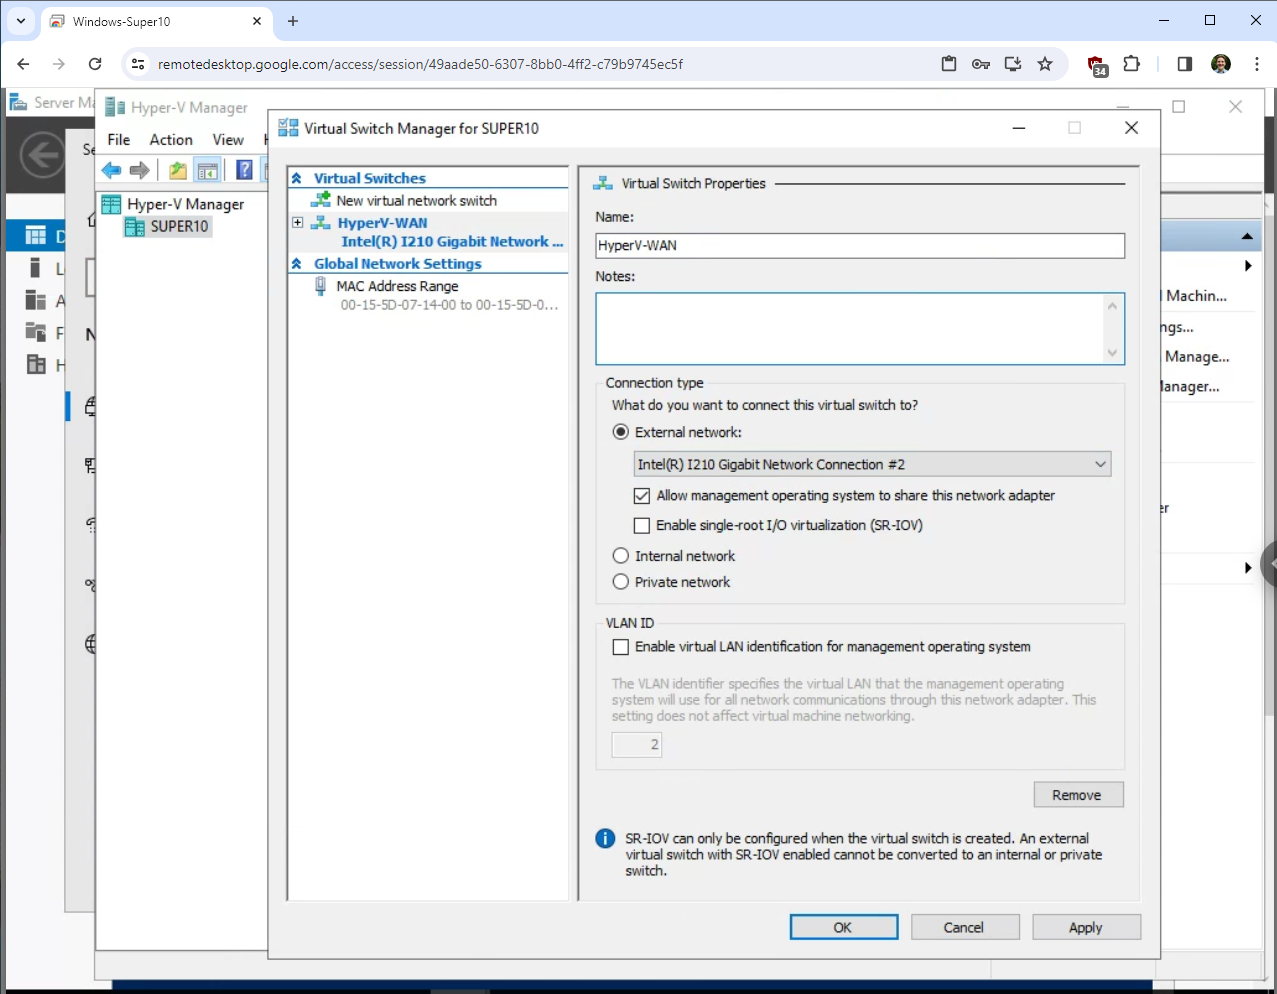 Windows-Super10
remotedesktop.google.com/access/session/49aade50-6307-8bb0-4ff2-c79b9745ec5f
34
Server Ma
Hyper-V Manager
File Action View
Virtual Switch Manager for SUPER10
Hyper-V Manager
SUPER10
Virtual Switches
New virtual network switch
HyperV-WAN
Intel(R) I210 Gigabit Network ...
Global Network Settings
MAC Address Range
00-15-5D-07-14-00 to 00-15-5D-0...
Virtual Switch Properties
Name:
HyperV-WAN
Notes:
Connection type
What do you want to connect this virtual switch to?
External network:
Intel(R) I210 Gigabit Network Connection #2
Allow management operating system to share this network adapter
Enable single-root I/O virtualization (SR-IOV)
Internal network
Private network
VLAN ID
Enable virtual LAN identification for management operating system
The VLAN identifier specifies the virtual LAN that the management operating
system will use for all network communications through this network adapter. This
setting does not affect virtual machine networking.
2
Remove
SR-IOV can only be configured when the virtual switch is created. An external
virtual switch with SR-IOV enabled cannot be converted to an internal or private
switch.
OK Cancel Apply
l Machin...
ngs...
Manage...
lanager...
er